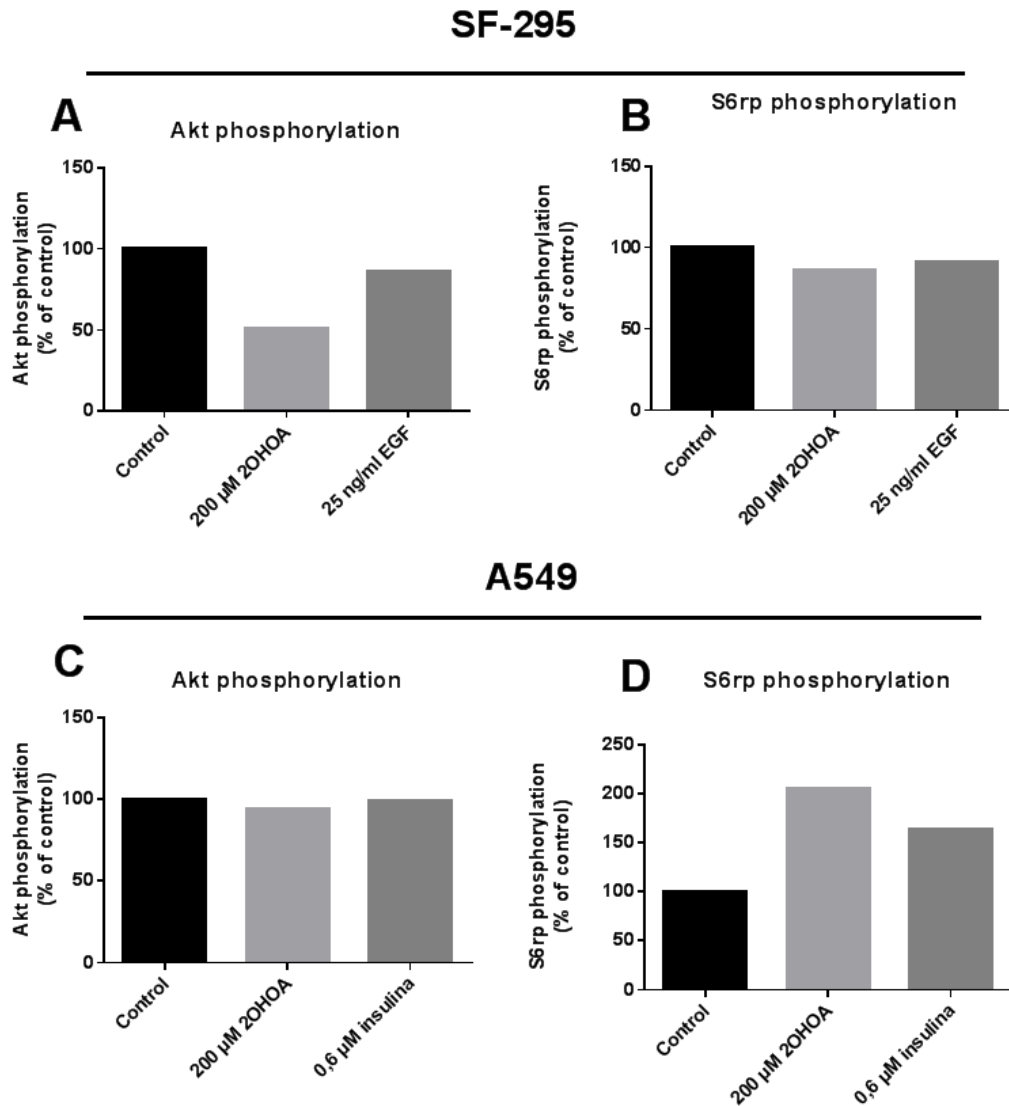 SF-295
A
Akt phosphorylation
Akt phosphorylation
(% of control)
150
100
50
0
Control
200 µM 2OHOA
25 ng/ml EGF
B
S6rp phosphorylation
S6rp phosphorylation
(% of control)
150
100
50
0
Control
200 µM 2OHOA
25 ng/ml EGF
A549
C
Akt phosphorylation
Akt phosphorylation
(% of control)
150
100
50
0
Control
200 µM 2OHOA
0,6 µM insulina
D
S6rp phosphorylation
S6rp phosphorylation
(% of control)
250
200
150
100
50
0
Control
200 µM 2OHOA
0,6 µM insulina